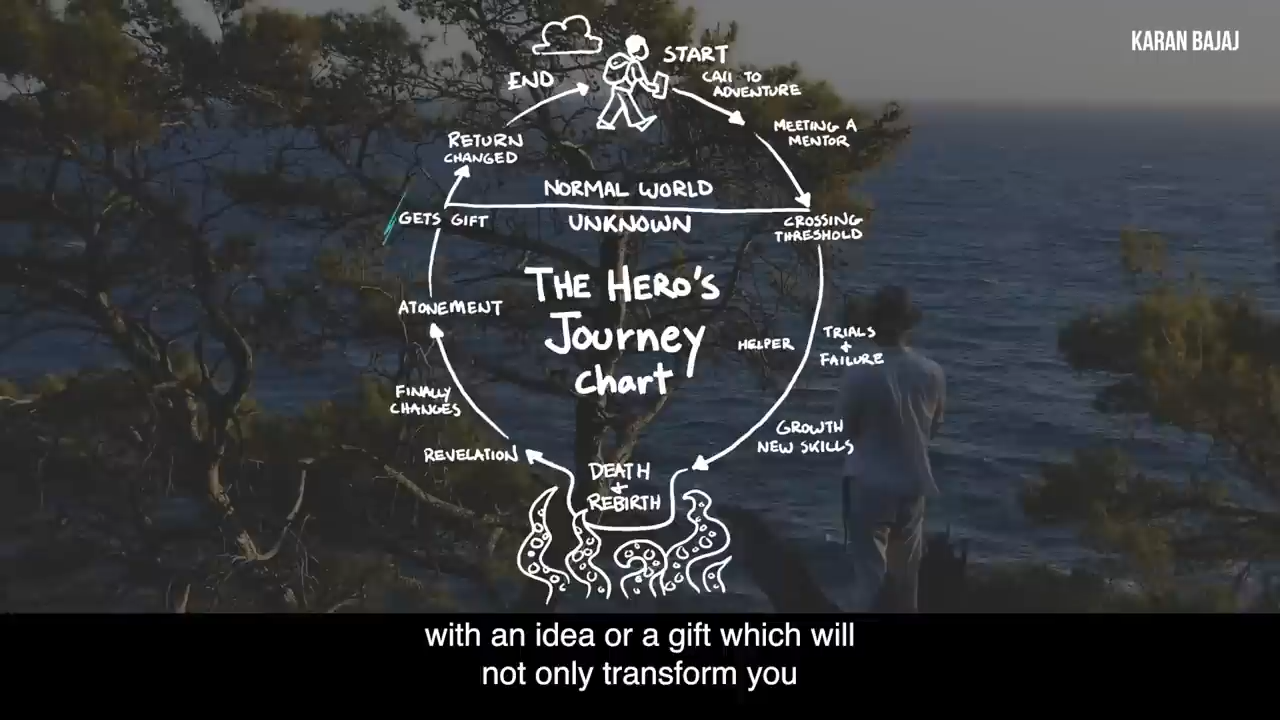 KARAN BAJAJ
START
END
CALL TO
ADVENTURE
MEETING A
MENTOR
RETURN
CHANGED
NORMAL WORLD
GETS GIFT
UNKNOWN
CROSSING
THRESHOLD
THE HERO'S
JOURNEY
CHART
ATONEMENT
HELPER
TRIALS
+
FAILURE
FINALLY
CHANGES
GROWTH
NEW SKILLS
REVELATION
DEATH
+
REBIRTH
with an idea or a gift which will
not only transform you